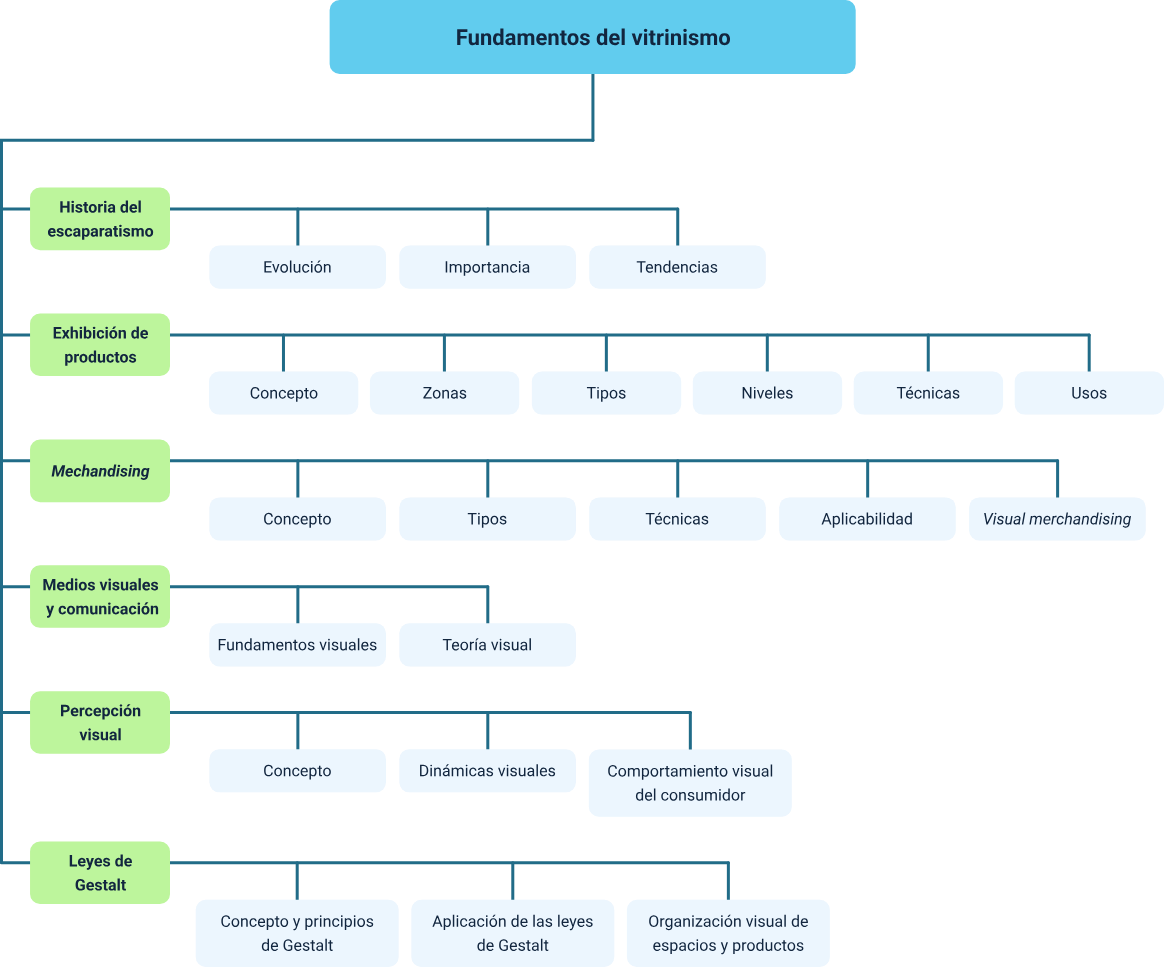 Fundamentos del vitrinismo
Historia del
escaparatismo
Evolución
Importancia
Tendencias
Exhibición de
productos
Concepto
Zonas
Tipos
Niveles
Técnicas
Usos
Mechandising
Concepto
Tipos
Técnicas
Aplicabilidad
Visual merchandising
Medios visuales
y comunicación
Fundamentos visuales
Teoría visual
Percepción
visual
Concepto
Dinámicas visuales
Comportamiento visual
del consumidor
Leyes de
Gestalt
Concepto y principios
de Gestalt
Aplicación de las leyes
de Gestalt
Organización visual de
espacios y productos